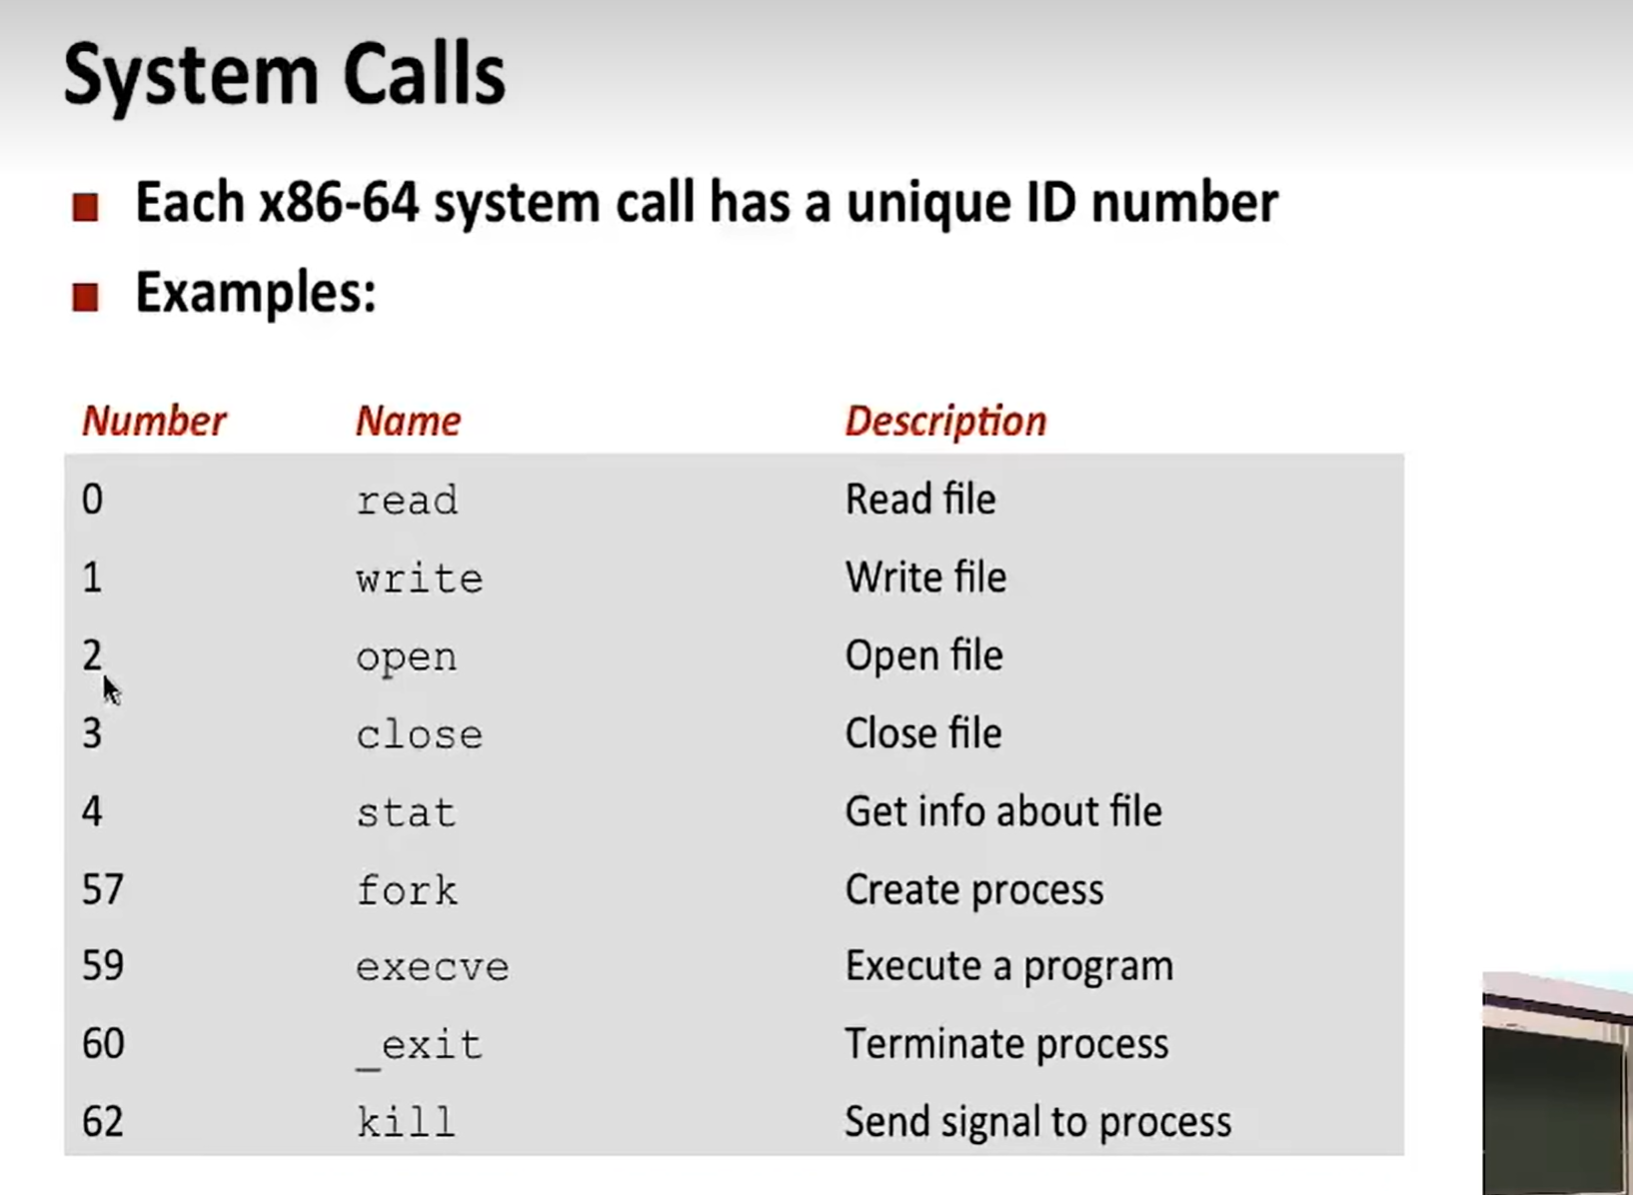 System Calls
Each x86-64 system call has a unique ID number
Examples:
Number Name Description
0 read Read file
1 write Write file
2 open Open file
3 close Close file
4 stat Get info about file
57 fork Create process
59 execve Execute a program
60 _exit Terminate process
62 kill Send signal to process